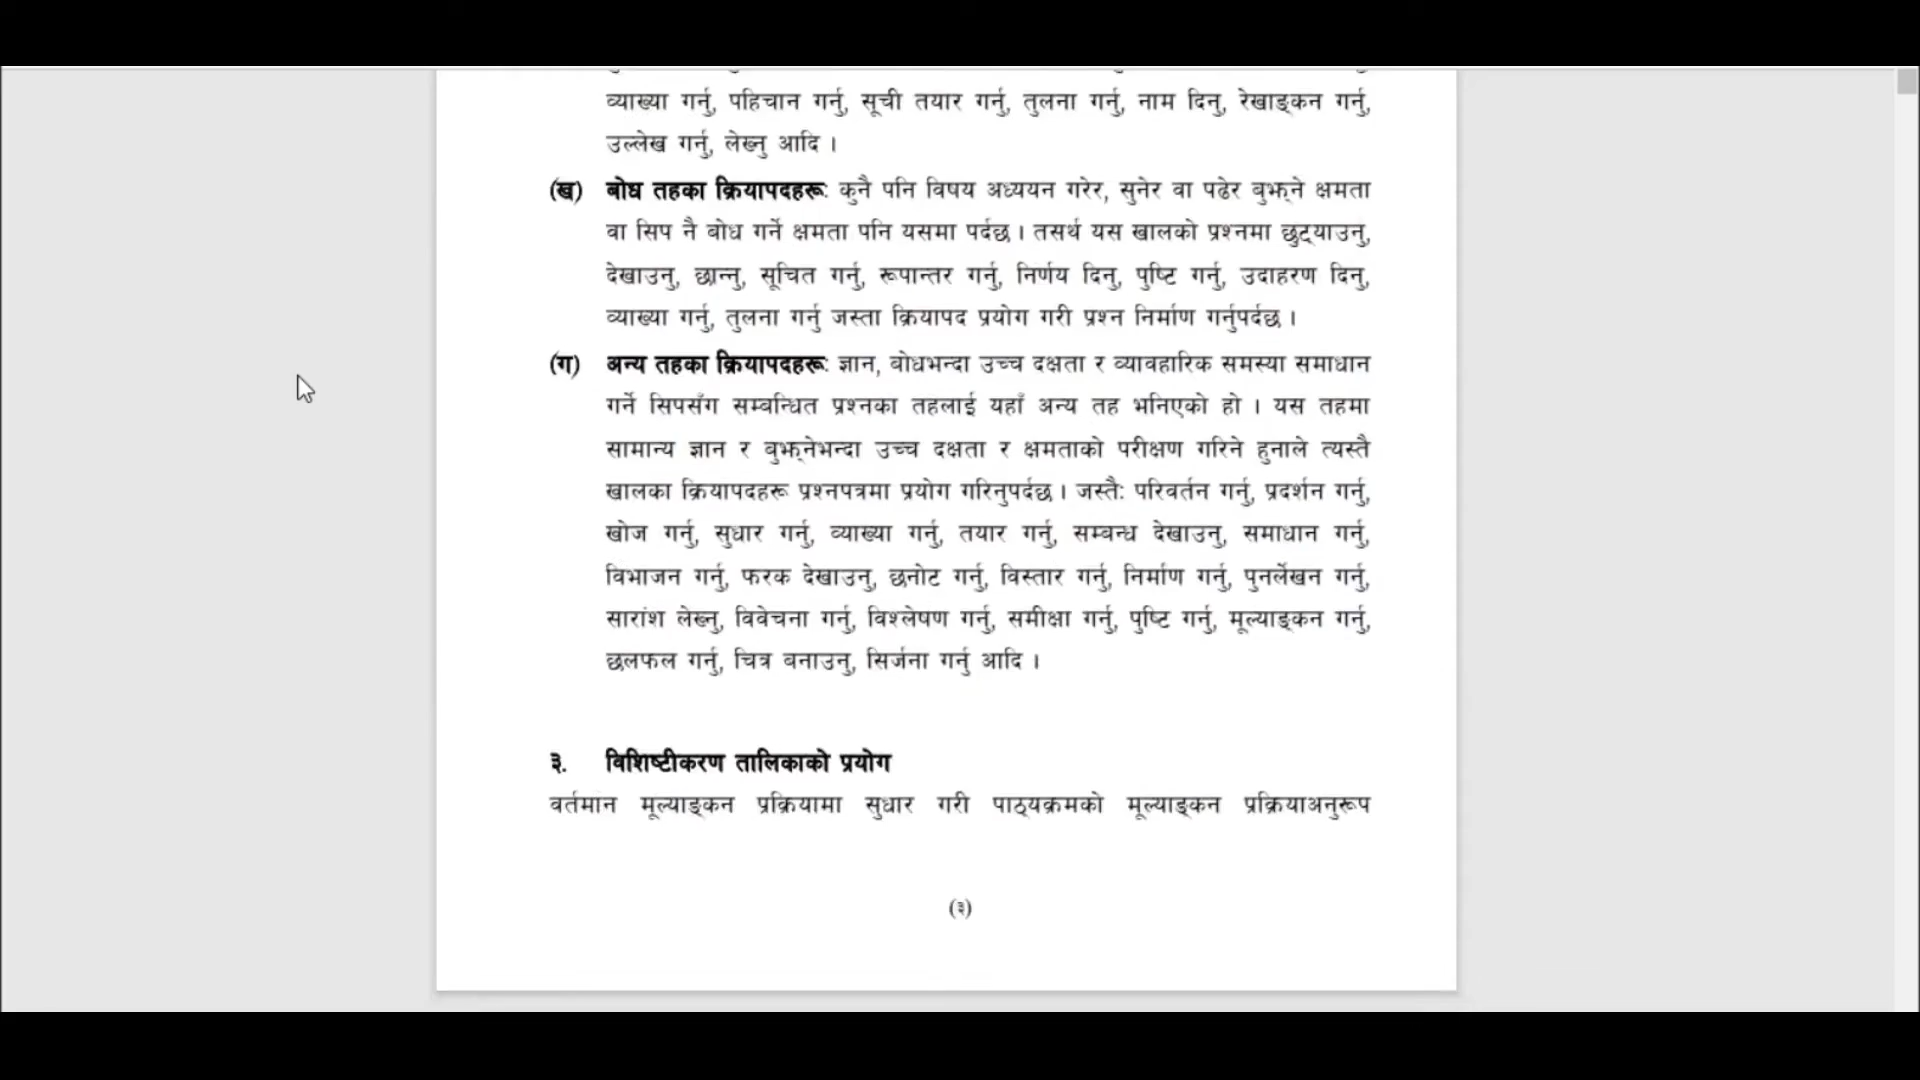 व्याख्या गर्नु, पहिचान गर्नु, सूची तयार गर्नु, तुलना गर्नु, नाम दिनु, रेखाङ्कन गर्नु,
उल्लेख गर्नु, लेख्नु आदि ।
(ख) बोध तहका क्रियापदहरू: कुनै पनि विषय अध्ययन गरेर, सुनेर वा पढेर बुझ्ने क्षमता
वा सिप नै बोध गर्ने क्षमता पनि यसमा पर्दछ । तसर्थ यस खालको प्रश्नमा छुट्याउनु,
देखाउनु, छान्नु, सूचित गर्नु, रूपान्तर गर्नु, निर्णय दिनु, पुष्टि गर्नु, उदाहरण दिनु,
व्याख्या गर्नु, तुलना गर्नु जस्ता क्रियापद प्रयोग गरी प्रश्न निर्माण गर्नुपर्दछ ।
(ग) अन्य तहका क्रियापदहरू: ज्ञान, बोधभन्दा उच्च दक्षता र व्यावहारिक समस्या समाधान
गर्ने सिपसँग सम्बन्धित प्रश्नका तहलाई यहाँ अन्य तह भनिएको हो । यस तहमा
सामान्य ज्ञान र बुझ्नेभन्दा उच्च दक्षता र क्षमताको परीक्षण गरिने हुनाले त्यस्तै
खालका क्रियापदहरू प्रश्नपत्रमा प्रयोग गरिनुपर्दछ । जस्तै: परिवर्तन गर्नु, प्रदर्शन गर्नु,
खोज गर्नु, सुधार गर्नु, व्याख्या गर्नु, तयार गर्नु, सम्बन्ध देखाउनु, समाधान गर्नु,
विभाजन गर्नु, फरक देखाउनु, छनोट गर्नु, विस्तार गर्नु, निर्माण गर्नु, पुनर्लेखन गर्नु,
सारांश लेख्नु, विवेचना गर्नु, विश्लेषण गर्नु, समीक्षा गर्नु, पुष्टि गर्नु, मूल्याङ्कन गर्नु,
छलफल गर्नु, चित्र बनाउनु, सिर्जना गर्नु आदि ।
३. विशिष्टीकरण तालिकाको प्रयोग
वर्तमान मूल्याङ्कन प्रक्रियामा सुधार गरी पाठ्यक्रमको मूल्याङ्कन प्रक्रियाअनुरूप
(३)